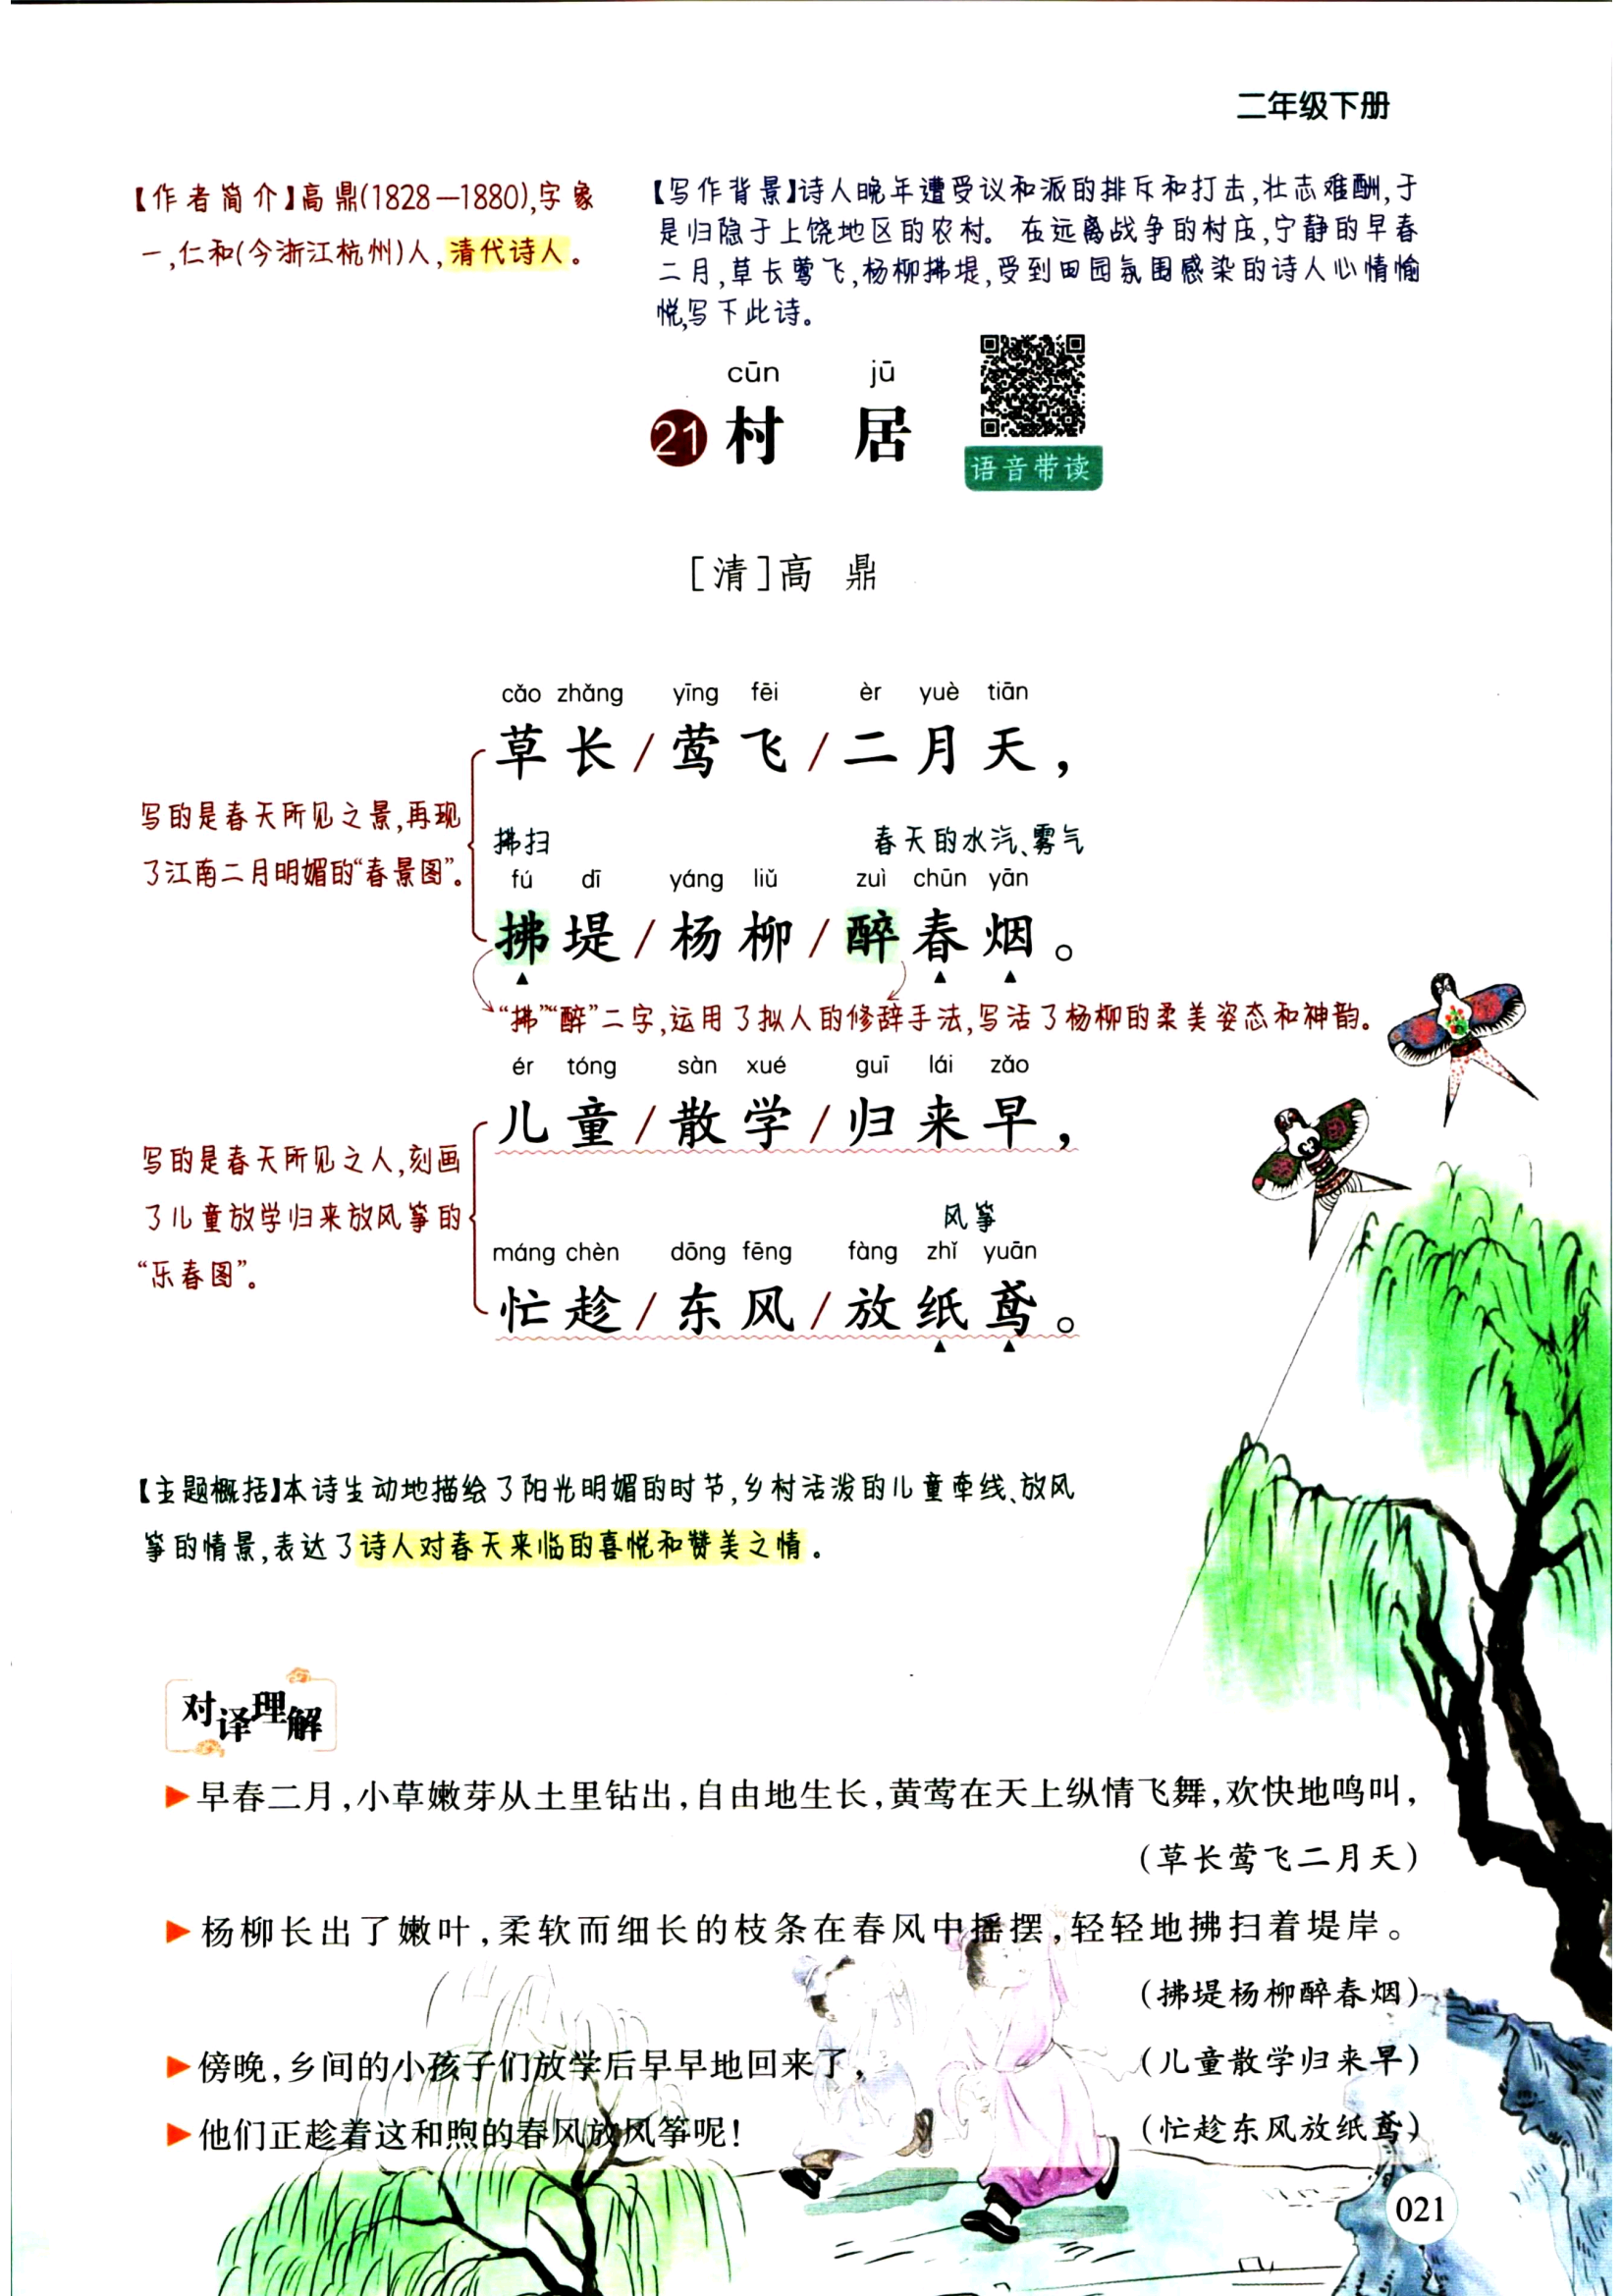 二年级下册
【作者简介】高鼎(1828—1880),字象
一,仁和(今浙江杭州)人,清代诗人。
【写作背景】诗人晚年遭受议和派的排斥和打击,壮志难酬,于
是归隐于上饶地区的农村。在远离战争的村庄,宁静的早春
二月,草长莺飞,杨柳拂堤,受到田园氛围感染的诗人心情愉
悦,写下此诗。
cūn jū
21 村 居
语音带读
[清]高 鼎
cǎo zhǎng yīng fēi èr yuè tiān
草长/莺飞/二月天,
写的是春天所见之景,再现
了江南二月明媚的“春景图”。
拂扫 春天的水汽、雾气
fú dī yáng liǔ zuì chūn yān
拂堤/杨柳/醉春烟。
“拂”“醉”二字,运用了拟人的修辞手法,写活了杨柳的柔美姿态和神韵。
ér tóng sàn xué guī lái zǎo
儿童/散学/归来早,
写的是春天所见之人,刻画
了儿童放学归来放风筝的
“乐春图”。
风筝
máng chèn dōng fēng fàng zhǐ yuān
忙趁/东风/放纸鸢。
【主题概括】本诗生动地描绘了阳光明媚的时节,乡村活泼的儿童牵线、放风
筝的情景,表达了诗人对春天来临的喜悦和赞美之情。
对译理解
▶早春二月,小草嫩芽从土里钻出,自由地生长,黄莺在天上纵情飞舞,欢快地鸣叫,
(草长莺飞二月天)
▶杨柳长出了嫩叶,柔软而细长的枝条在春风中摇摆,轻轻地拂扫着堤岸。
(拂堤杨柳醉春烟)
▶傍晚,乡间的小孩子们放学后早早地回来了, (儿童散学归来早)
▶他们正趁着这和煦的春风放风筝呢! (忙趁东风放纸鸢)
021